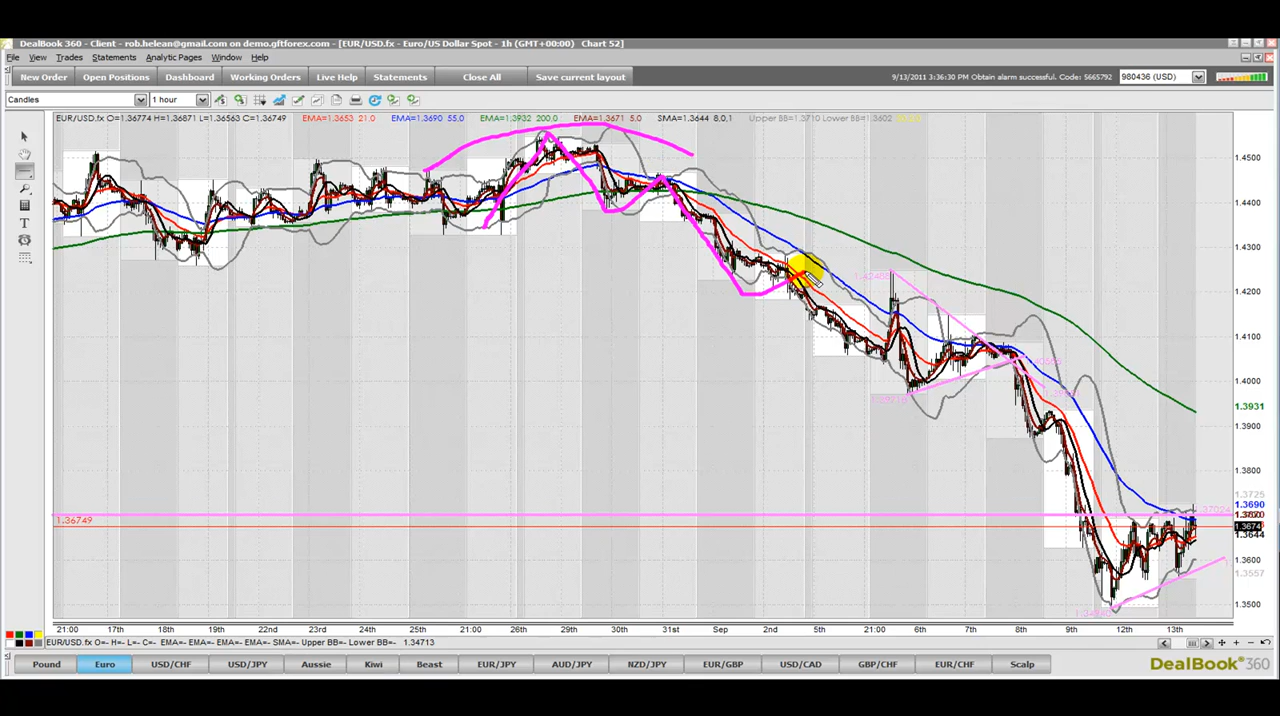 DealBook 360 - Client - rob.helean@gmail.com on demo.gftforex.com - [EUR/USD.fx - Euro/US Dollar Spot - 1h (GMT+00:00) Chart 52]
File View Trades Statements Analytic Pages Window Help
New Order Open Positions Dashboard Working Orders Live Help Statements Close All Save current layout 9/13/2011 3:36:30 PM Obtain alarm successful. Code: 5665792 980436 (USD)
Candles 1 hour
EUR/USD.fx O=1.36774 H=1.36871 L=1.36563 C=1.36749 EMA=1.3653 21.0 EMA=1.3690 55.0 EMA=1.3932 200.0 EMA=1.3671 5.0 SMA=1.3644 8,0,1 Upper BB=1.3710 Lower BB=1.3602
1.4500
1.4400
1.4300
1.4200
1.4100
1.4000
1.3931
1.3900
1.3800
1.3725
1.3690
1.36749
1.3674
1.3644
1.3600
1.3557
1.3500
21:00 17th 18th 19th 22nd 23rd 24th 25th 21:00 26th 29th 30th 31st Sep 2nd 5th 21:00 6th 7th 8th 9th 12th 13th
EUR/USD.fx O=- H=- L=- C=- EMA=- EMA=- EMA=- EMA=- SMA=- Upper BB=- Lower BB=- 1.34713
Pound Euro USD/CHF USD/JPY Aussie Kiwi Beast EUR/JPY AUD/JPY NZD/JPY EUR/GBP USD/CAD GBP/CHF EUR/CHF Scalp DealBook® 360